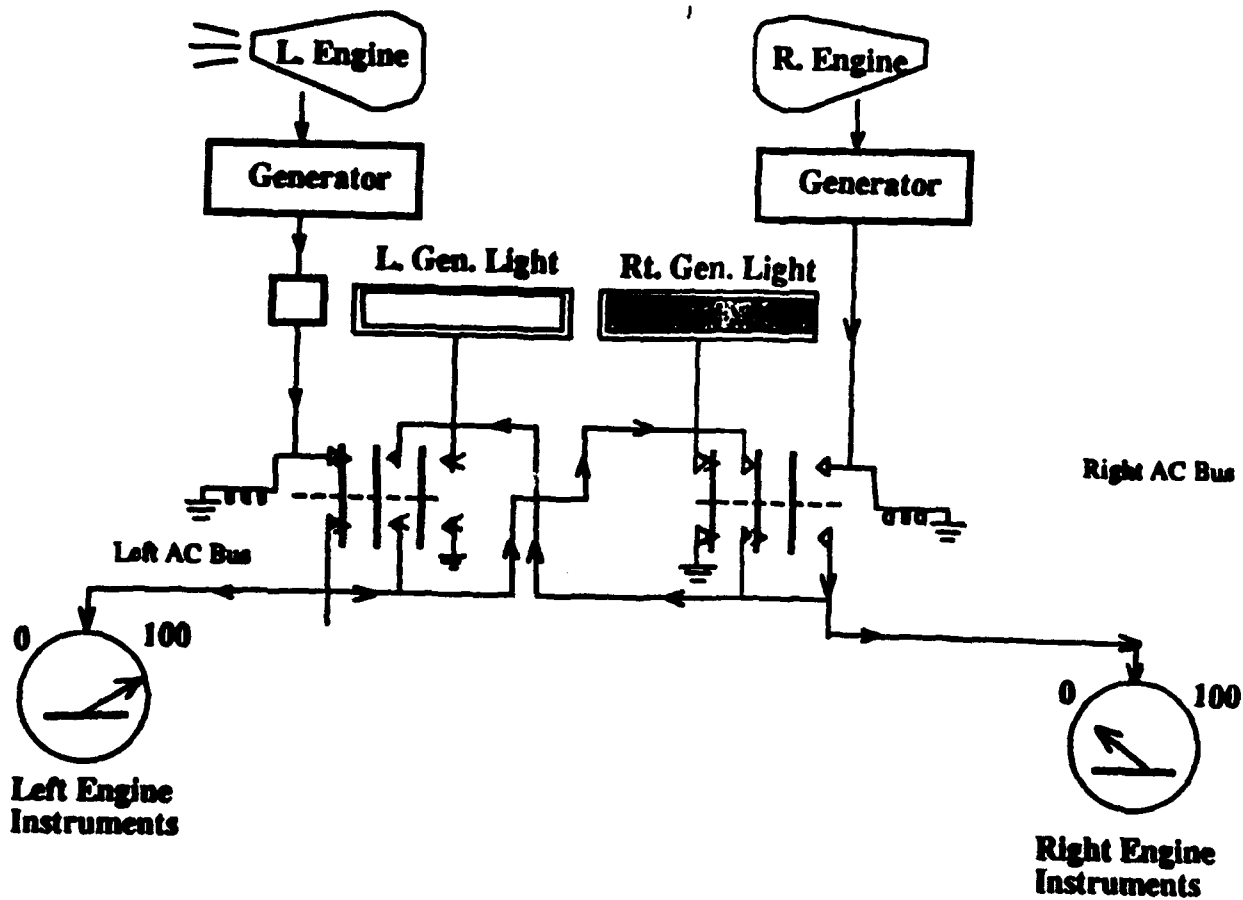 L. Engine
R. Engine
Generator
Generator
L. Gen. Light
Rt. Gen. Light
Right AC Bus
Left AC Bus
0 100
0 100
Left Engine
Instruments
Right Engine
Instruments